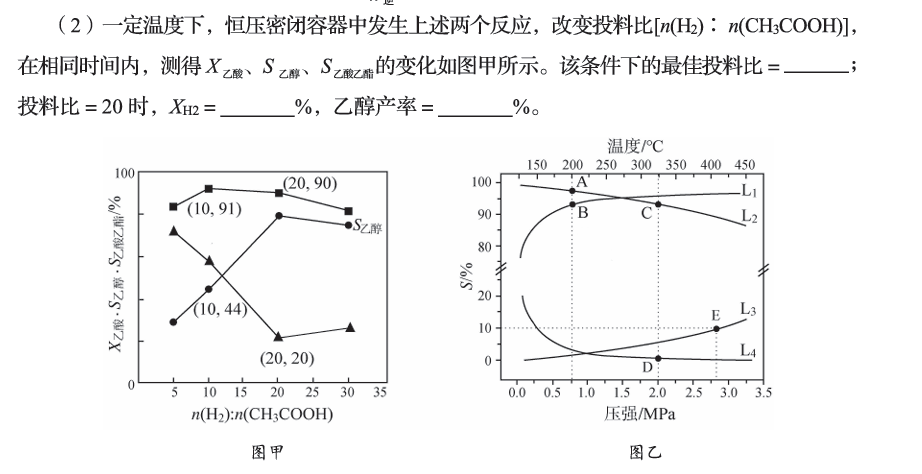 逆
（2）一定温度下，恒压密闭容器中发生上述两个反应，改变投料比[n(H₂)∶ n(CH₃COOH)]，
在相同时间内，测得 X乙酸、S 乙醇、S乙酸乙酯的变化如图甲所示。该条件下的最佳投料比 = ______；
投料比 = 20 时，XH2 = ______%，乙醇产率 = ______%。
100
X乙酸·S乙醇·S乙酸乙酯/%
(20, 90)
(10, 91)
S乙醇
(10, 44)
(20, 20)
0
5 10 15 20 25 30 35
n(H₂):n(CH₃COOH)
图甲
温度/℃
150 200 250 300 350 400 450
S/%
100
90
80
20
10
0
A
B
C
D
E
L₁
L₂
L₃
L₄
0.0 0.5 1.0 1.5 2.0 2.5 3.0 3.5
压强/MPa
图乙